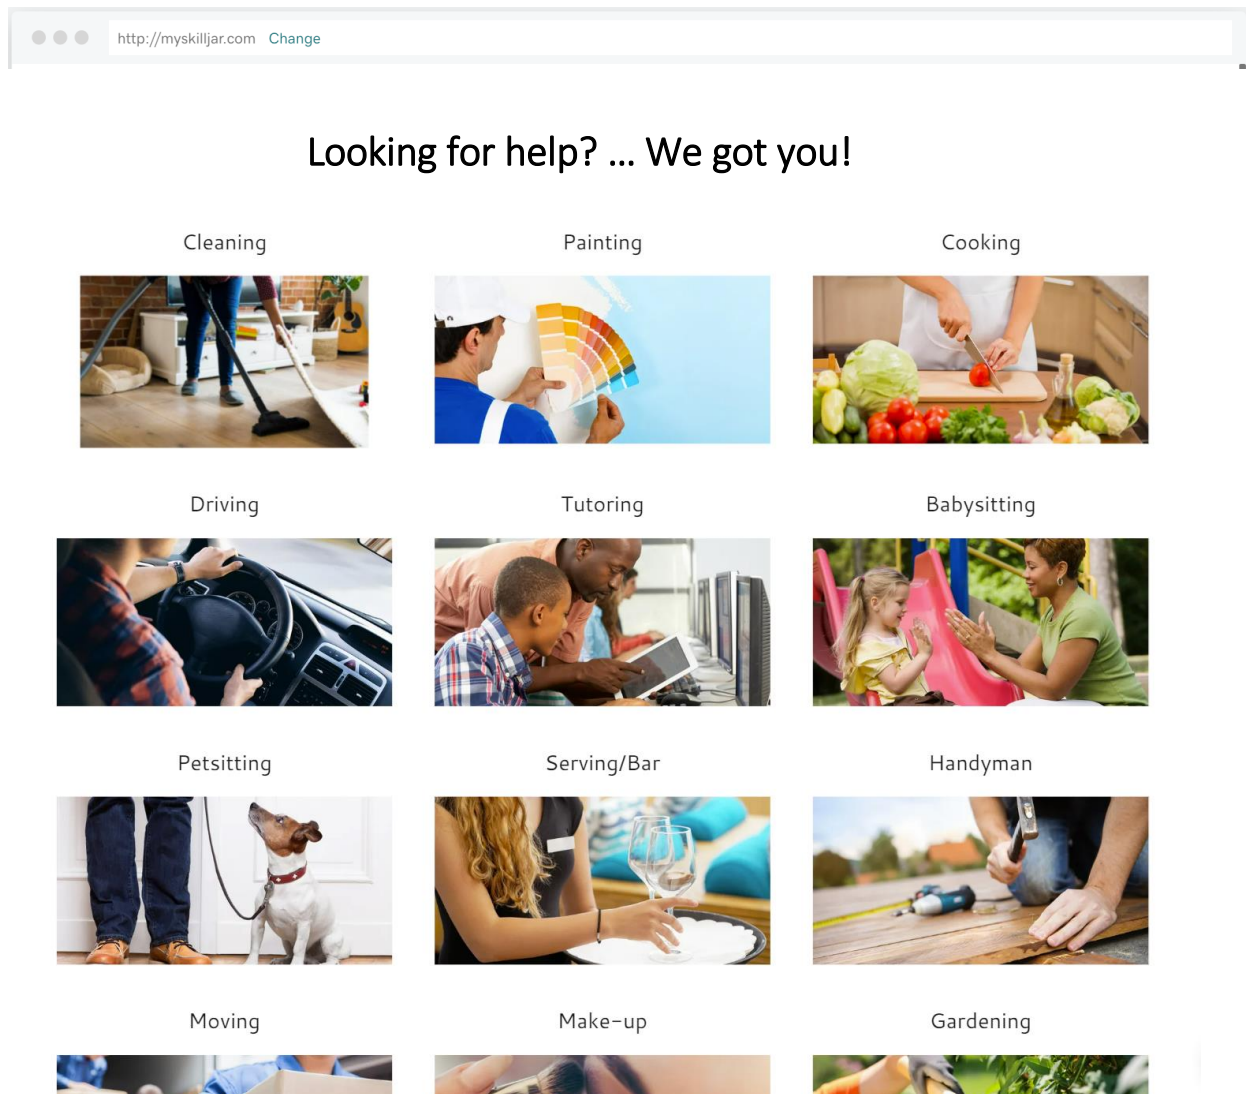 http://myskilljar.com Change
Looking for help? ... We got you!
Cleaning Painting Cooking
Driving Tutoring Babysitting
Petsitting Serving/Bar Handyman
Moving Make-up Gardening